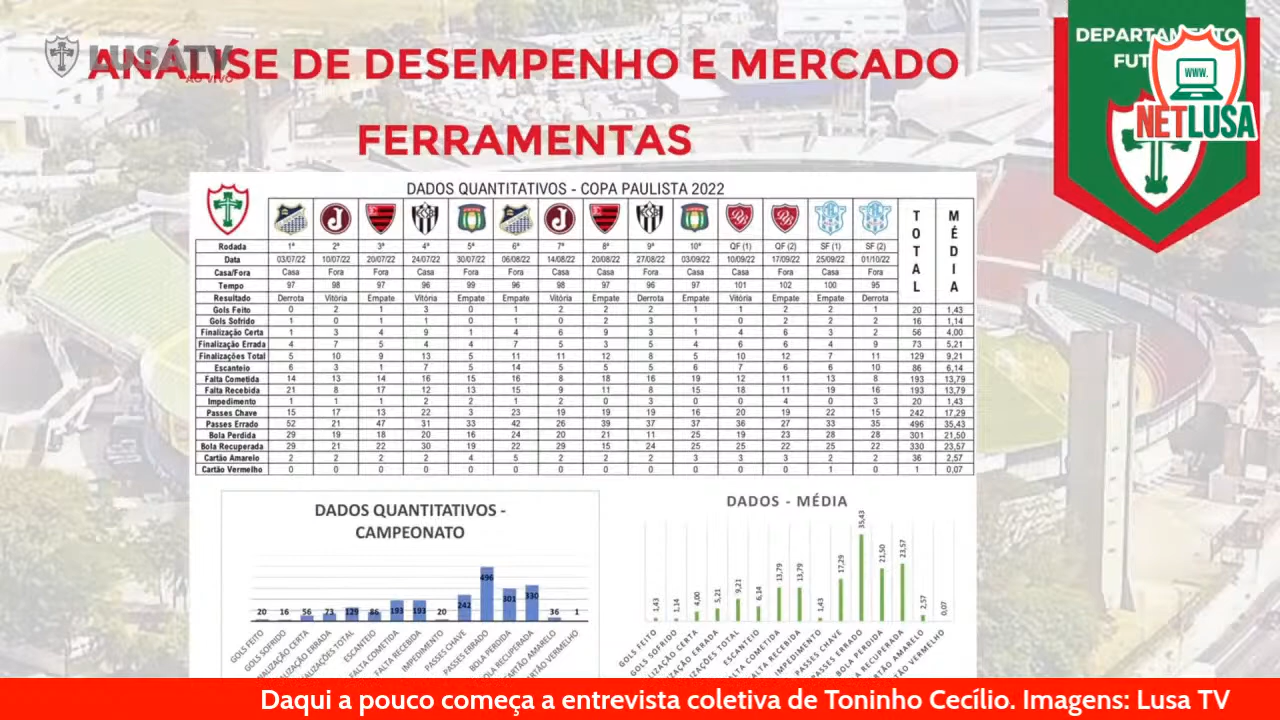 LUSATV
AO VIVO
ANÁLISE DE DESEMPENHO E MERCADO
FERRAMENTAS
DEPARTAMENTO
WWW.
NETLUSA
DADOS QUANTITATIVOS - COPA PAULISTA 2022
TOTAL
MÉDIA
Rodada 1ª 2ª 3ª 4ª 5ª 6ª 7ª 8ª 9ª 10ª QF (1) QF (2) SF (1) SF (2)
Data 03/07/22 10/07/22 20/07/22 24/07/22 30/07/22 06/08/22 14/08/22 20/08/22 27/08/22 03/09/22 10/09/22 17/09/22 25/09/22 01/10/22
Casa/Fora Casa Fora Fora Casa Fora Fora Casa Casa Fora Casa Casa Fora Casa Fora
Tempo 97 98 97 96 99 96 98 97 96 97 101 102 100 95
Resultado Derrota Vitória Empate Vitória Empate Empate Vitória Empate Empate Empate Vitória Empate Empate Derrota
Gols Feito 0 2 1 3 0 1 2 2 2 1 1 2 2 1 20 1,43
Gols Sofrido 1 0 1 1 0 1 0 2 3 1 0 2 2 2 16 1,14
Finalização Certa 1 3 4 9 1 4 6 9 3 1 4 6 3 2 56 4,00
Finalização Errada 4 7 5 4 4 7 5 3 5 4 6 6 4 9 73 5,21
Finalizações Total 5 10 9 13 5 11 11 12 8 5 10 12 7 11 129 9,21
Escanteio 6 3 1 7 5 14 5 5 5 6 7 6 6 10 86 6,14
Falta Cometida 14 13 14 16 15 16 8 18 16 19 12 11 13 8 193 13,79
Falta Recebida 21 8 17 12 13 15 9 11 8 15 18 11 19 16 193 13,79
Impedimento 1 1 1 2 2 1 2 0 3 0 0 4 0 3 20 1,43
Passes Chave 15 17 13 22 3 23 19 19 19 16 20 19 22 15 242 17,29
Passes Errado 52 21 47 31 33 42 26 39 37 37 36 27 33 35 496 35,43
Bola Perdida 29 19 18 20 16 24 20 21 11 25 19 23 28 28 301 21,50
Bola Recuperada 29 21 22 30 19 22 29 15 24 25 25 22 25 22 330 23,57
Cartão Amarelo 2 2 2 2 4 5 2 2 3 3 3 2 2 2 36 2,57
Cartão Vermelho 0 0 0 0 0 0 0 0 0 0 0 0 1 0 1 0,07
DADOS QUANTITATIVOS -
CAMPEONATO
20 16 56 73 129 86 193 193 20 242 496 301 330 36 1
GOLS FEITO
GOLS SOFRIDO
IMPEDIMENTO
PASSES CHAVE
PASSES ERRADO
BOLA PERDIDA
ESCANTEIO
DADOS - MÉDIA
1,43 1,14 4,00 5,21 9,21 6,14 13,79 13,79 1,43 17,29 35,43 21,50 23,57 2,57 0,07
GOLS FEITO
GOLS SOFRIDO
ESCANTEIO
IMPEDIMENTO
PASSES CHAVE
BOLA PERDIDA
Daqui a pouco começa a entrevista coletiva de Toninho Cecílio. Imagens: Lusa TV